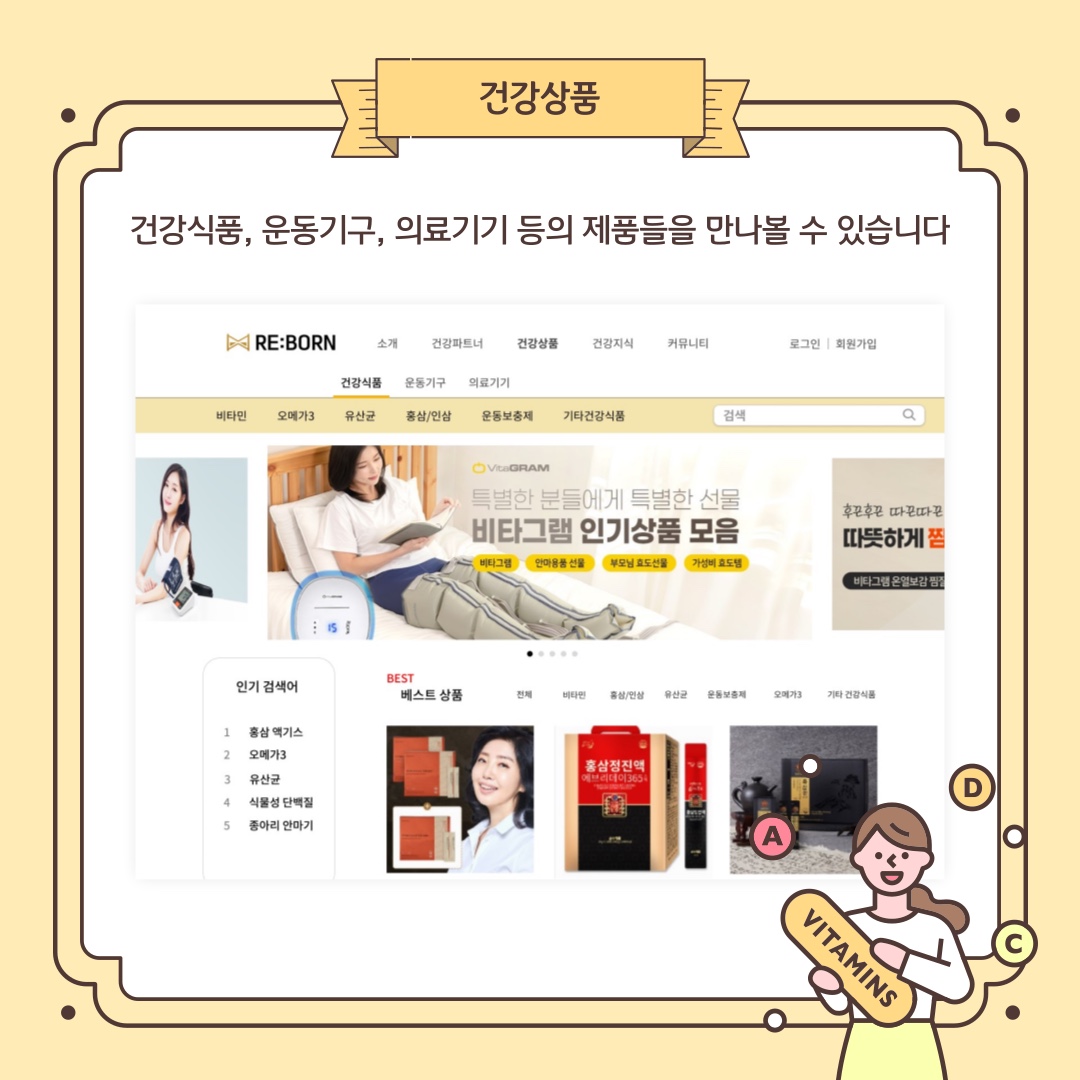 건강상품
건강식품, 운동기구, 의료기기 등의 제품들을 만나볼 수 있습니다
RE:BORN 소개 건강파트너 건강상품 건강지식 커뮤니티 로그인 | 회원가입
건강식품 운동기구 의료기기
비타민 오메가3 유산균 홍삼/인삼 운동보충제 기타건강식품 검색
VitaGRAM
특별한 분들에게 특별한 선물
비타그램 인기상품 모음
비타그램 안마용품 선물 부모님 효도선물 가성비 효도템
후끈후끈 따끈따끈
따뜻하게 찜
비타그램 온열보감 찜질
15
인기 검색어
1 홍삼 액기스
2 오메가3
3 유산균
4 식물성 단백질
5 종아리 안마기
BEST
베스트 상품 전체 비타민 홍삼/인삼 유산균 운동보충제 오메가3 기타 건강식품
홍삼정진액
에브리데이365
홍삼진액
A
D
C
VITAMINS